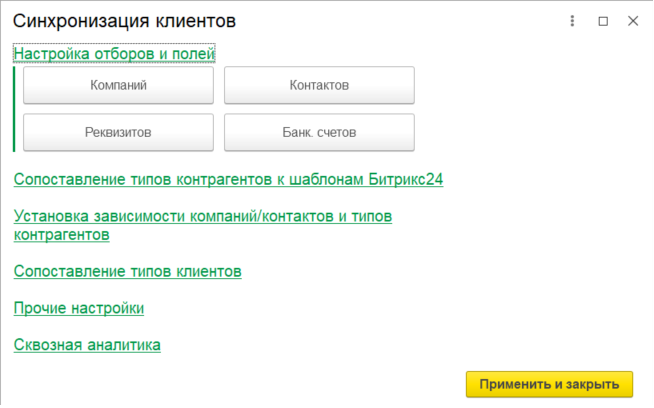 Синхронизация клиентов
Настройка отборов и полей
Компаний
Контактов
Реквизитов
Банк. счетов
Сопоставление типов контрагентов к шаблонам Битрикс24
Установка зависимости компаний/контактов и типов
контрагентов
Сопоставление типов клиентов
Прочие настройки
Сквозная аналитика
Применить и закрыть